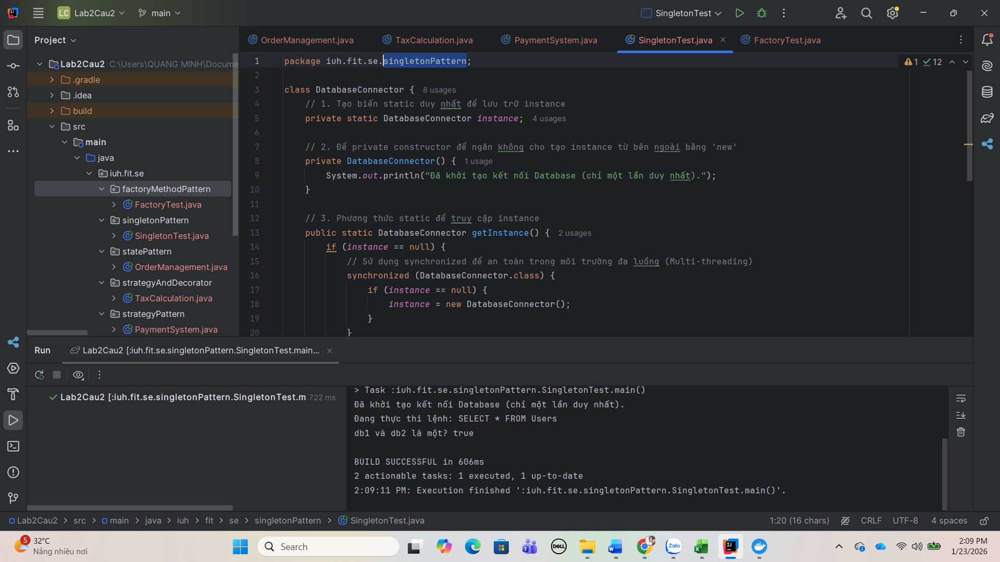 LC Lab2Cau2 main SingletonTest
Project
OrderManagement.java TaxCalculation.java PaymentSystem.java SingletonTest.java FactoryTest.java
Lab2Cau2 C:\Users\QUANG MINH\Docume
.gradle
.idea
build
src
main
java
iuh.fit.se
factoryMethodPattern
FactoryTest.java
singletonPattern
SingletonTest.java
statePattern
OrderManagement.java
strategyAndDecorator
TaxCalculation.java
strategyPattern
PaymentSystem.java
1 package iuh.fit.se.singletonPattern;
1 12
2
3 class DatabaseConnector { 8 usages
4 // 1. Tạo biến static duy nhất để lưu trữ instance
5 private static DatabaseConnector instance; 4 usages
6
7 // 2. Để private constructor để ngăn không cho tạo instance từ bên ngoài bằng 'new'
8 private DatabaseConnector() { 1 usage
9 System.out.println("Đã khởi tạo kết nối Database (chỉ một lần duy nhất).");
10 }
11
12 // 3. Phương thức static để truy cập instance
13 public static DatabaseConnector getInstance() { 2 usages
14 if (instance == null) {
15 // Sử dụng synchronized để an toàn trong môi trường đa luồng (Multi-threading)
16 synchronized (DatabaseConnector.class) {
17 if (instance == null) {
18 instance = new DatabaseConnector();
19 }
20 }
Run Lab2Cau2 [:iuh.fit.se.singletonPattern.SingletonTest.main...
Lab2Cau2 [:iuh.fit.se.singletonPattern.SingletonTest.m 722 ms
> Task :iuh.fit.se.singletonPattern.SingletonTest.main()
Đã khởi tạo kết nối Database (chỉ một lần duy nhất).
Đang thực thi lệnh: SELECT * FROM Users
db1 và db2 là một? true
BUILD SUCCESSFUL in 606ms
2 actionable tasks: 1 executed, 1 up-to-date
2:09:11 PM: Execution finished ':iuh.fit.se.singletonPattern.SingletonTest.main()'.
Lab2Cau2 > src > main > java > iuh > fit > se > singletonPattern > SingletonTest.java
1:20 (16 chars) CRLF UTF-8 4 spaces
5 32°C
Nắng nhiều nơi
Search
DELL
Zalo
2:09 PM
1/23/2026